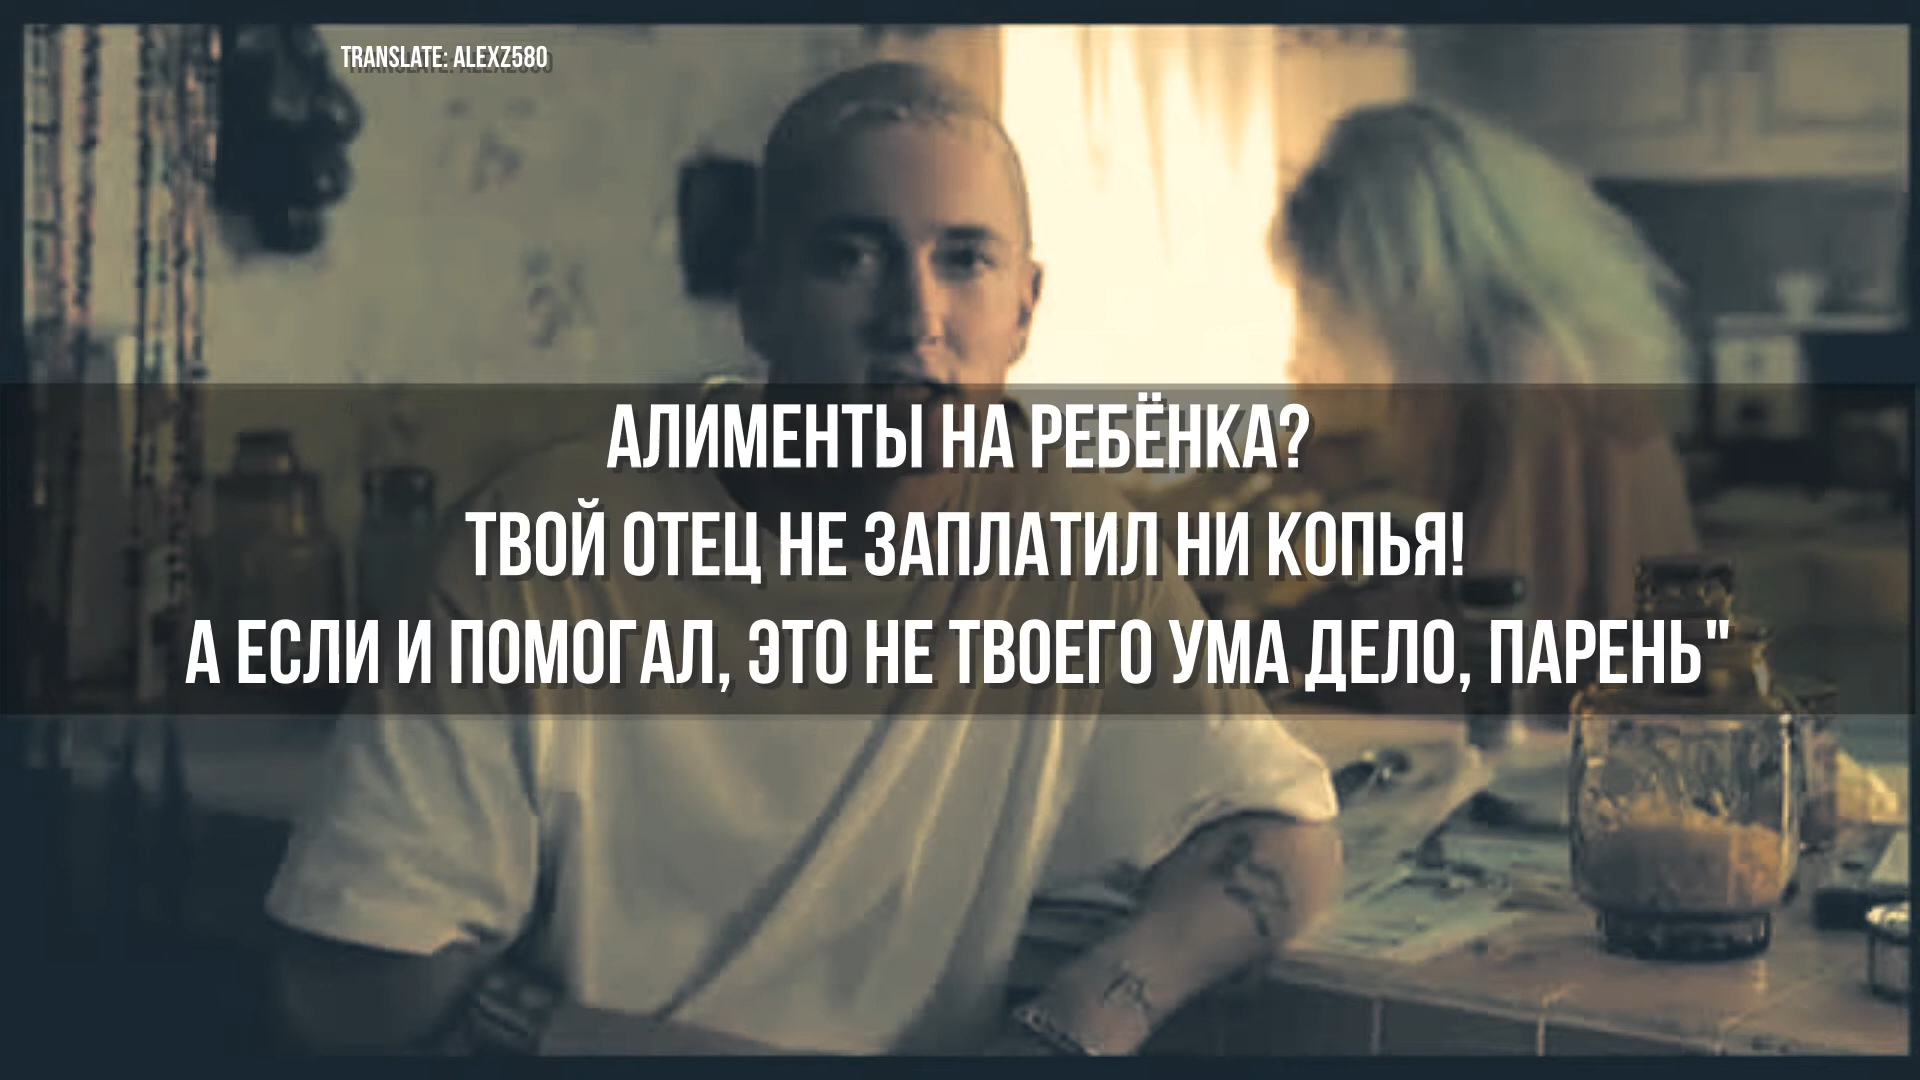 TRANSLATE: ALEXZ580
АЛИМЕНТЫ НА РЕБЁНКА?
ТВОЙ ОТЕЦ НЕ ЗАПЛАТИЛ НИ КОПЬЯ!
А ЕСЛИ И ПОМОГАЛ, ЭТО НЕ ТВОЕГО УМА ДЕЛО, ПАРЕНЬ"